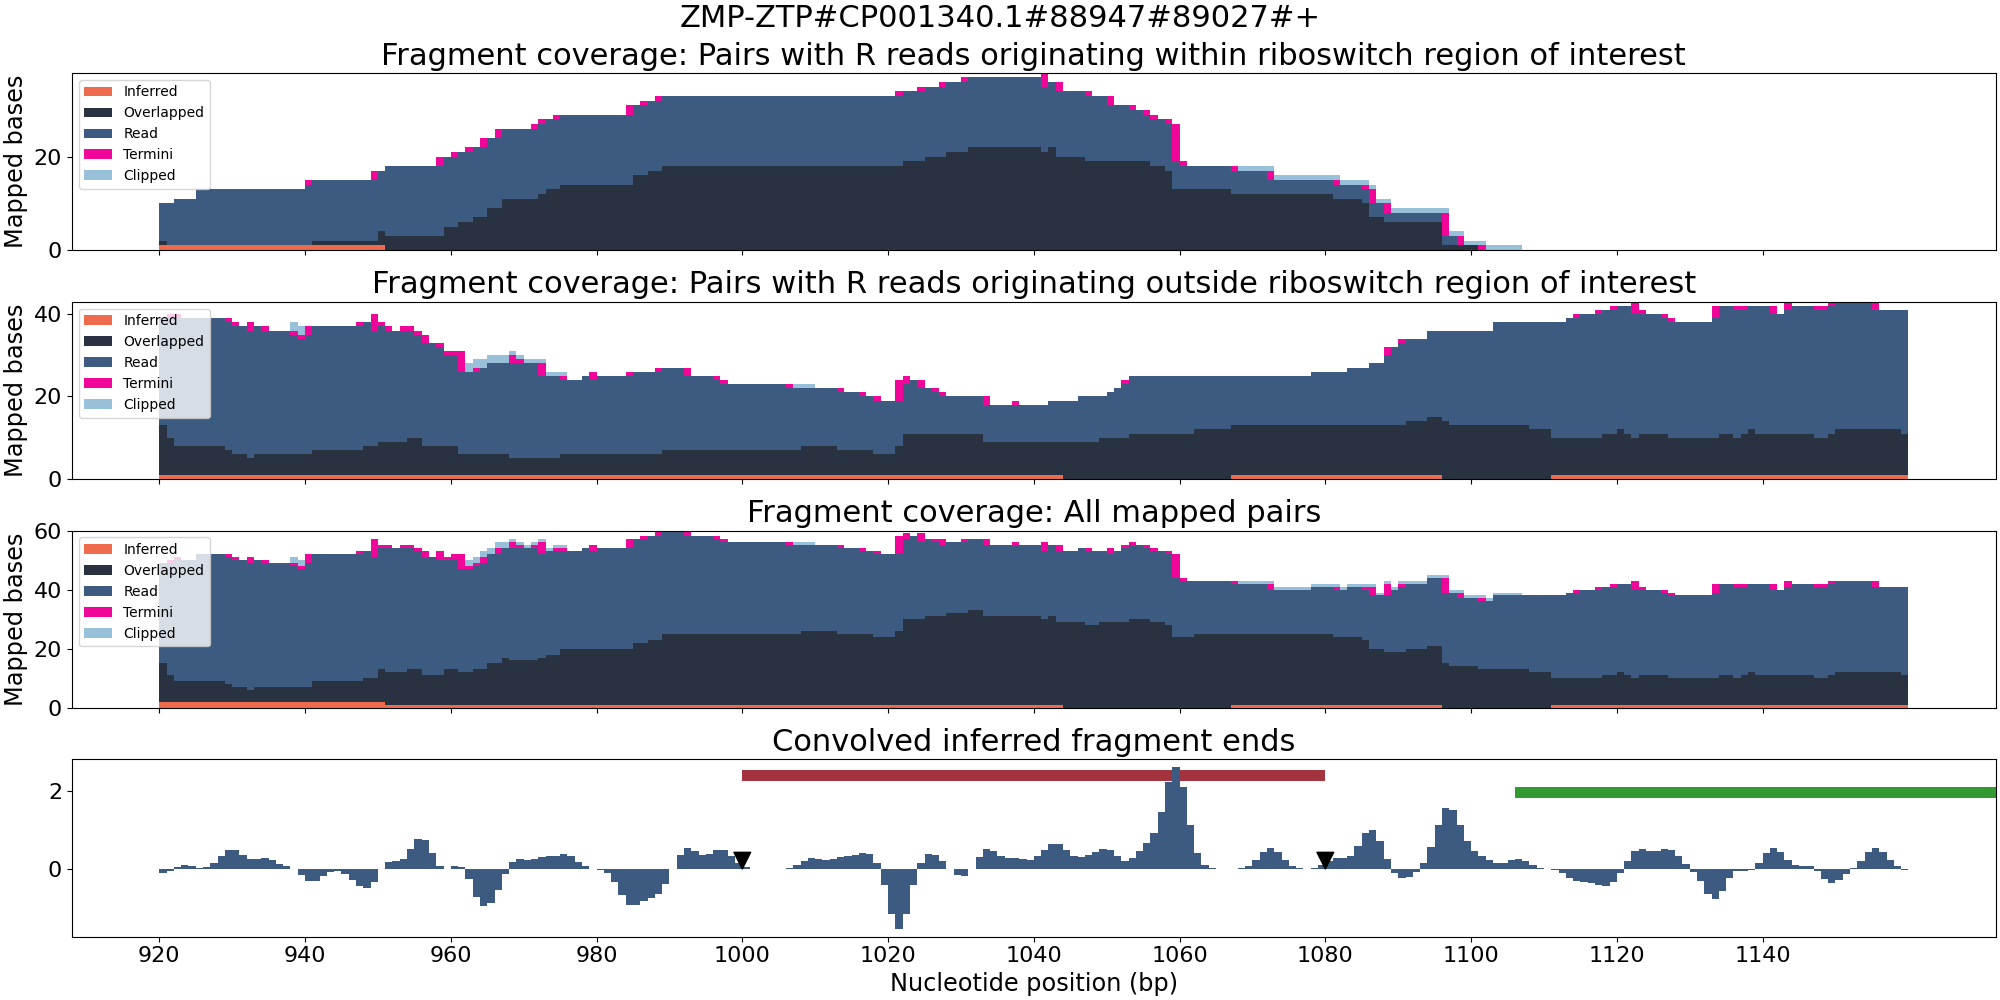 ZMP-ZTP#CP001340.1#88947#89027#+
Fragment coverage: Pairs with R reads originating within riboswitch region of interest
Mapped bases
20
0
Inferred
Overlapped
Read
Termini
Clipped
Fragment coverage: Pairs with R reads originating outside riboswitch region of interest
Mapped bases
40
20
0
Inferred
Overlapped
Read
Termini
Clipped
Fragment coverage: All mapped pairs
Mapped bases
60
40
20
0
Inferred
Overlapped
Read
Termini
Clipped
Convolved inferred fragment ends
2
0
920 940 960 980 1000 1020 1040 1060 1080 1100 1120 1140
Nucleotide position (bp)